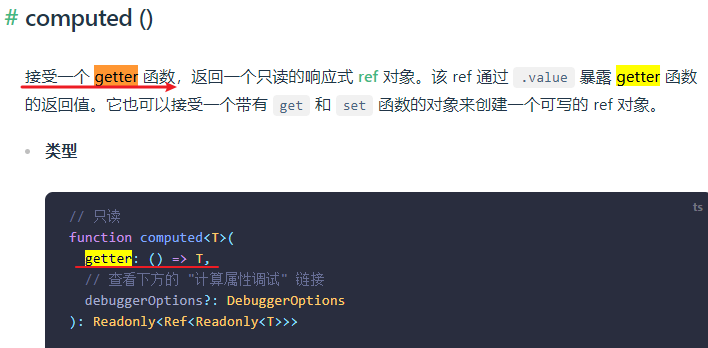 # computed ()
接受一个 getter 函数，返回一个只读的响应式 ref 对象。该 ref 通过 .value 暴露 getter 函数
的返回值。它也可以接受一个带有 get 和 set 函数的对象来创建一个可写的 ref 对象。
• 类型
ts
// 只读
function computed<T>(
getter: () => T,
// 查看下方的 "计算属性调试" 链接
debuggerOptions?: DebuggerOptions
): Readonly<Ref<Readonly<T>>>